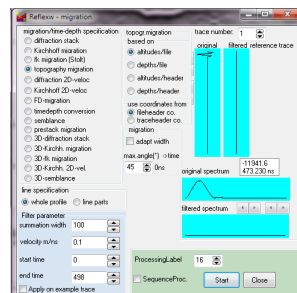 Reflexw - migration
migration/time-depth specification
diffraction stack
Kirchhoff migration
fk migration (Stolt)
topography migration
diffraction 2D-veloc
Kirchhoff 2D-veloc
FD-migration
timedepth conversion
semblance
prestack migration
3D-diffraction stack
3D-Kirchh. migration
3D-fk migration
3D-Kirchh. 2D-vel.
3D-semblance
topogr.migration
based on
altitudes/file
depths/file
altitudes/header
depths/header
use coordinates from
fileheader co.
traceheader co.
migration
adapt width
max.angle(°) ->time
45
0ns
trace number: 1
original filtered reference trace
-11941.6
473.230 ns
original spectrum
filtered spectrum
line specification
whole profile
line parts
Filter parameter
summation width 100
velocity m/ns 0.1
start time 0
end time 498
Apply on example trace
ProcessingLabel 16
SequenceProc.
Start
Close